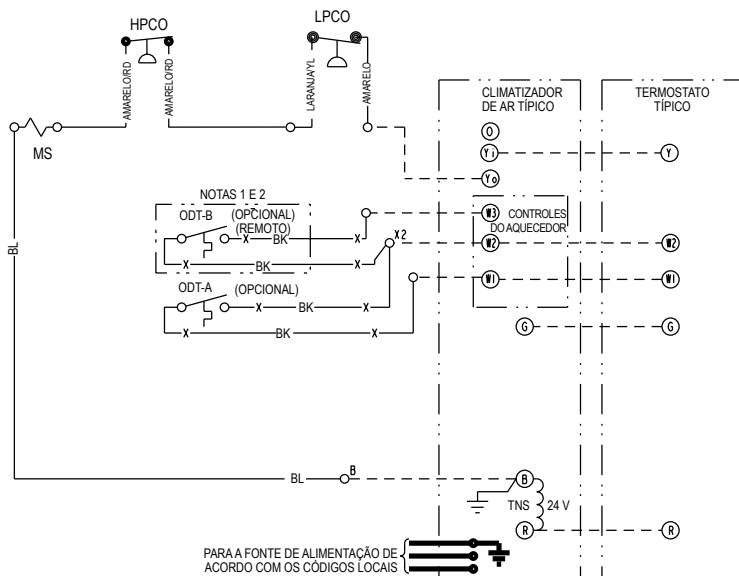 HPCO
LPCO
AMARELO/RD
AMARELO/RD
LARANJA/YL
AMARELO
MS
CLIMATIZADOR
DE AR TÍPICO
TERMOSTATO
TÍPICO
O
Yi
Y
Yo
NOTAS 1 E 2
ODT-B
(OPCIONAL)
(REMOTO)
W3
CONTROLES
DO AQUECEDOR
X
BK
X
X2
W2
W2
X
BK
X
BL
ODT-A
(OPCIONAL)
W1
W1
X
BK
X
X
BK
X
G
G
BL
B
B
TNS
24 V
R
R
PARA A FONTE DE ALIMENTAÇÃO DE
ACORDO COM OS CÓDIGOS LOCAIS